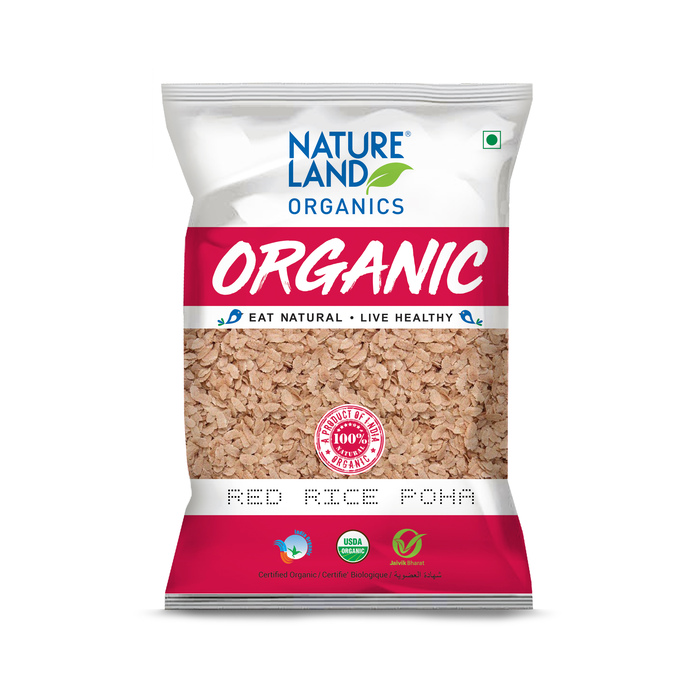 NATURE®
LAND
ORGANICS
ORGANIC
EAT NATURAL • LIVE HEALTHY
A PRODUCT OF INDIA
100%
NATURAL
ORGANIC
RED RICE POHA
USDA
ORGANIC
Jaivik Bharat
Certified Organic / Certifie' Biologique / شهادة العضوية